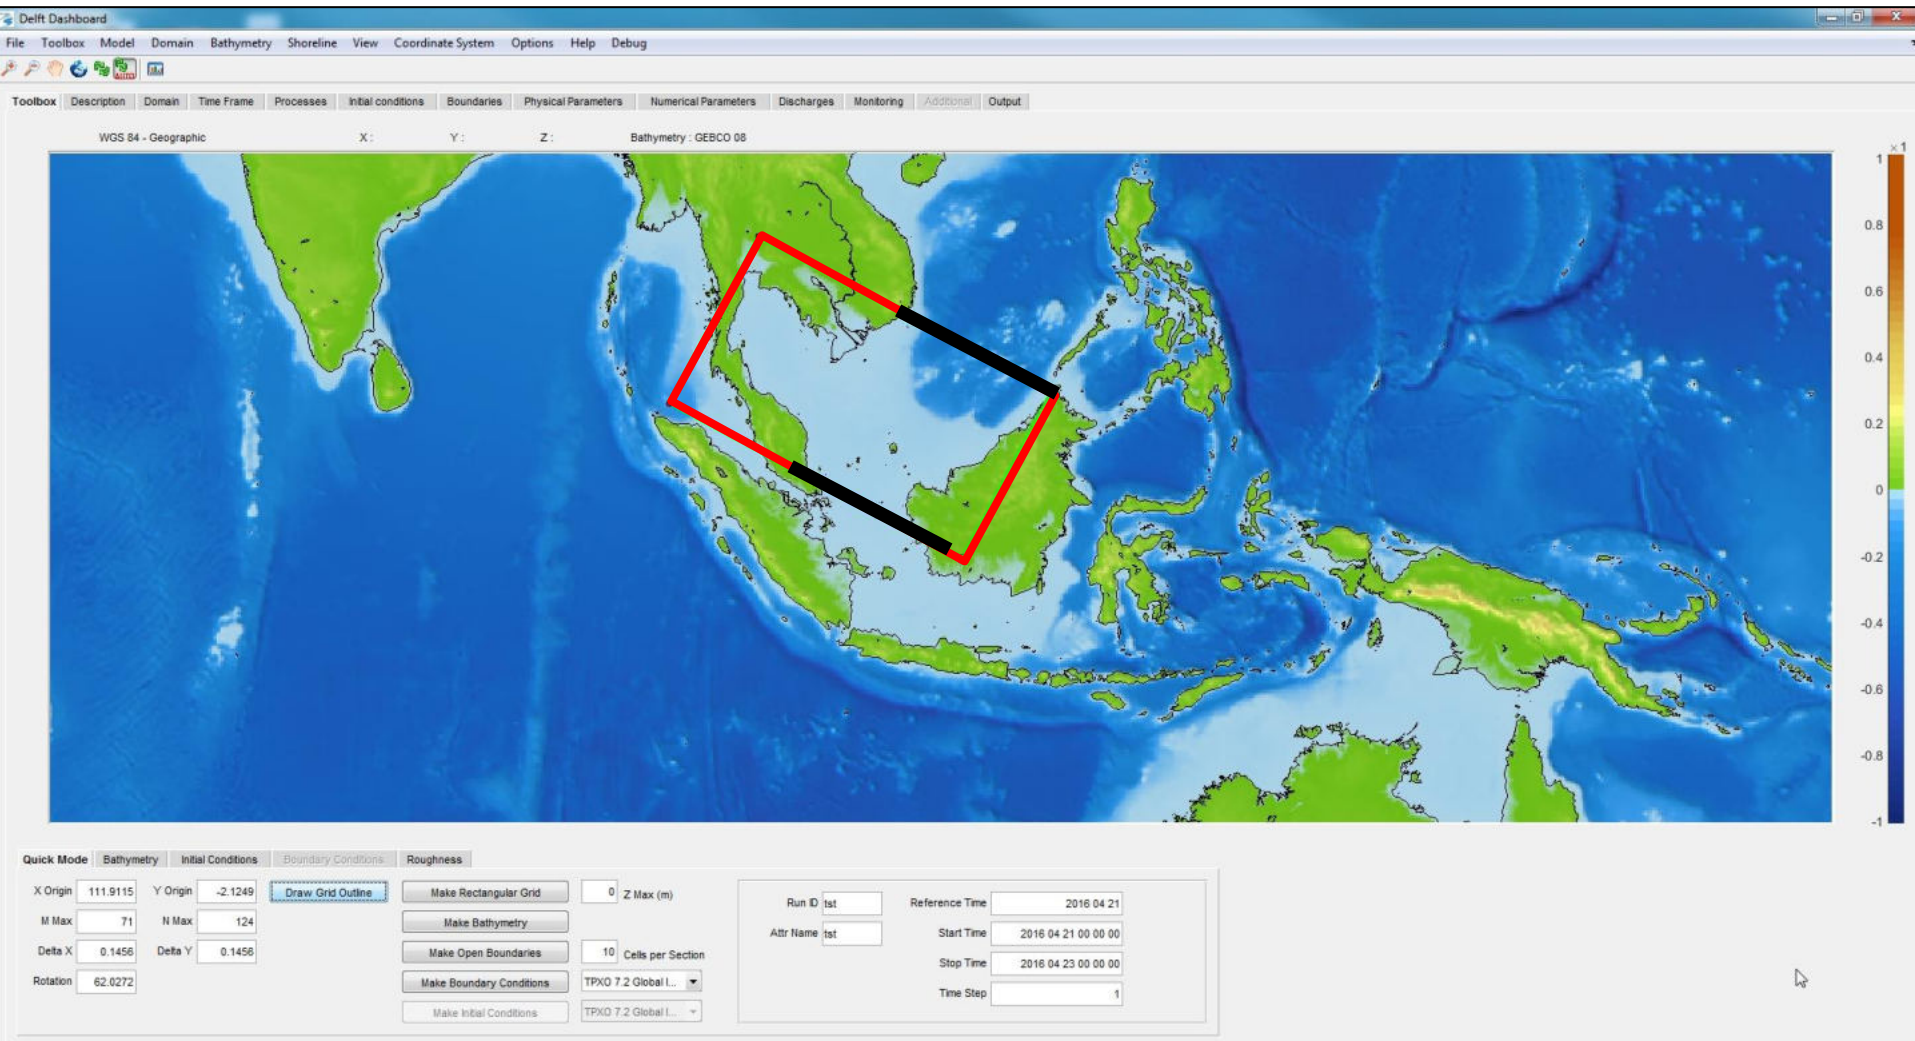 Delft Dashboard
File Toolbox Model Domain Bathymetry Shoreline View Coordinate System Options Help Debug
AUTO
Toolbox Description Domain Time Frame Processes Initial conditions Boundaries Physical Parameters Numerical Parameters Discharges Monitoring Additional Output
WGS 84 - Geographic X : Y : Z : Bathymetry : GEBCO 08
× 1
1
0.8
0.6
0.4
0.2
0
-0.2
-0.4
-0.6
-0.8
-1
Quick Mode Bathymetry Initial Conditions Boundary Conditions Roughness
X Origin 111.9115 Y Origin -2.1249 Draw Grid Outline Make Rectangular Grid 0 Z Max (m)
M Max 71 N Max 124 Make Bathymetry
Delta X 0.1456 Delta Y 0.1456 Make Open Boundaries 10 Cells per Section
Rotation 62.0272 Make Boundary Conditions TPXO 7.2 Global I...
Make Initial Conditions TPXO 7.2 Global I...
Run ID tst Reference Time 2016 04 21
Attr Name tst Start Time 2016 04 21 00 00 00
Stop Time 2016 04 23 00 00 00
Time Step 1